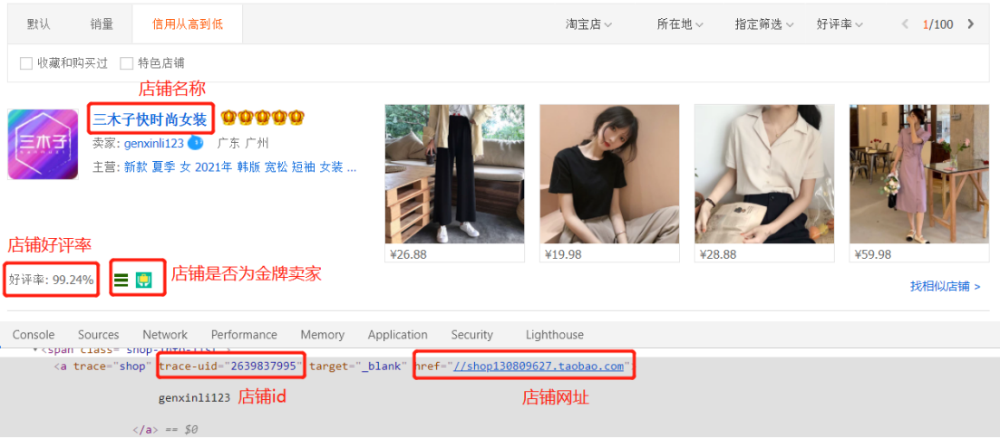 默认 销量 信用从高到低 淘宝店 所在地 指定筛选 好评率 1/100
收藏和购买过 特色店铺
店铺名称
三木子
三木子快时尚女装
卖家: genxinli123 广东 广州
主营: 新款 夏季 女 2021年 韩版 宽松 短袖 女装 ...
¥26.88 ¥19.98 ¥28.88 ¥59.98
店铺好评率
好评率: 99.24% 店铺是否为金牌卖家
找相似店铺 >
Console Sources Network Performance Memory Application Security Lighthouse
<span class="shop-info-list">
<a trace="shop" trace-uid="2639837995" target="_blank" href="//shop130809627.taobao.com">
genxinli123 店铺id 店铺网址
</a> == $0